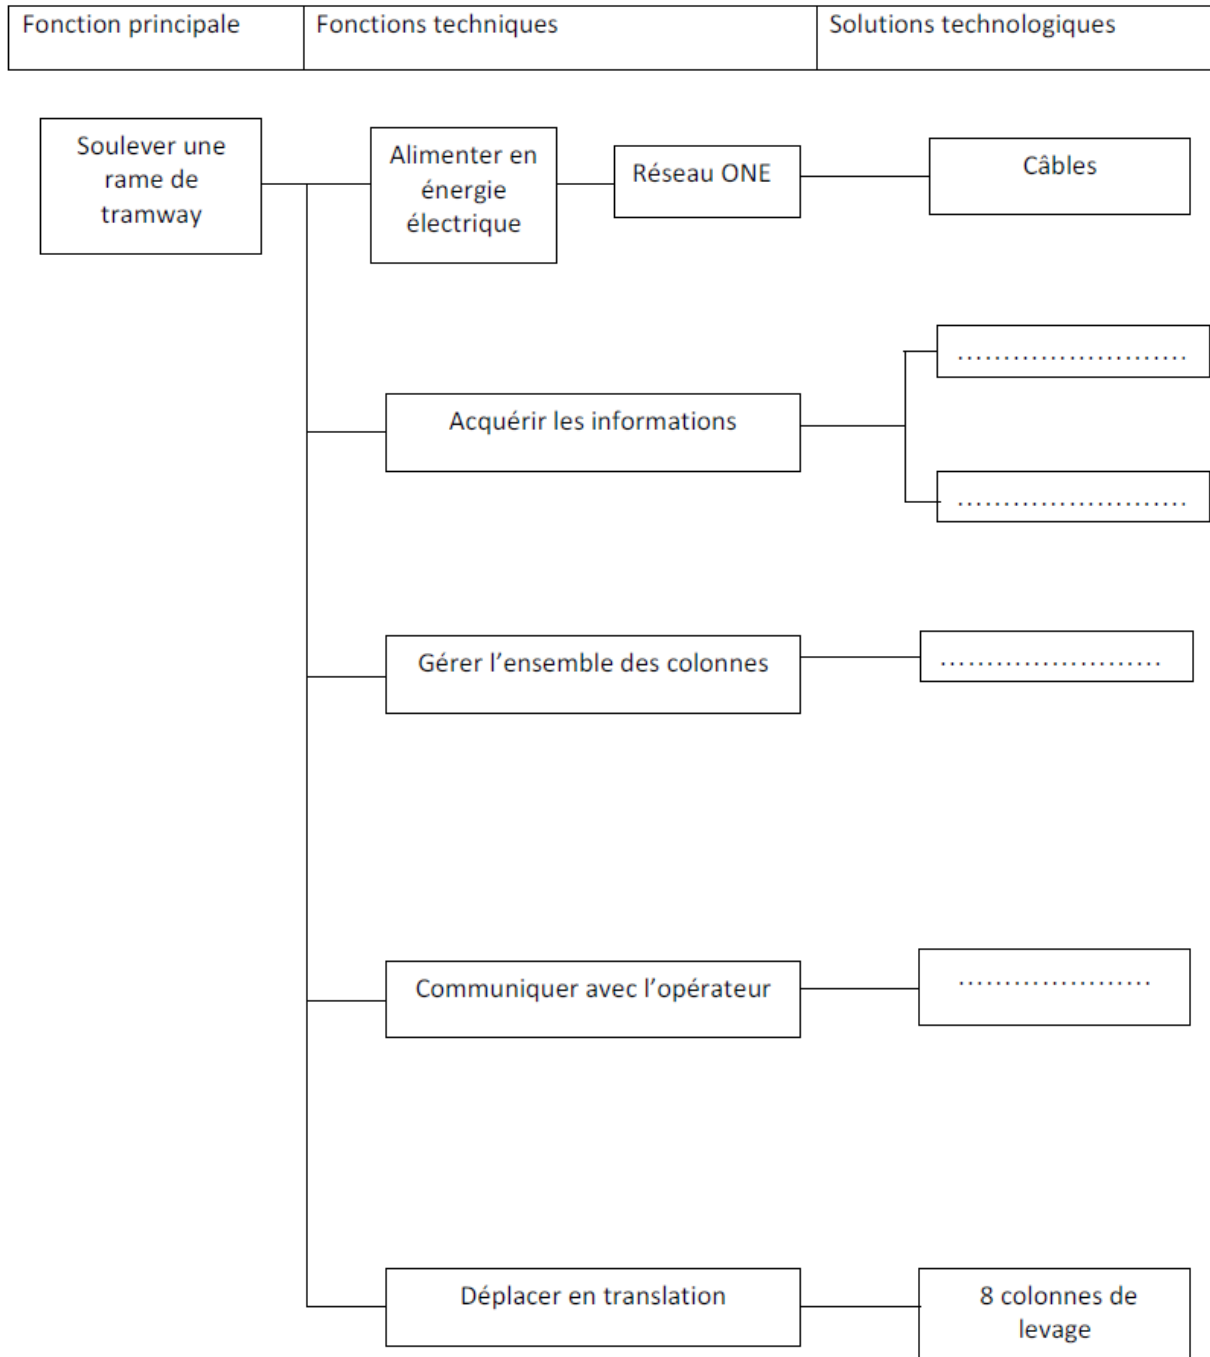 Fonction principale
Fonctions techniques
Solutions technologiques
Soulever une
rame de
tramway
Alimenter en
énergie
électrique
Réseau ONE
Câbles
……………………….
Acquérir les informations
……………………….
Gérer l’ensemble des colonnes
………………………
Communiquer avec l’opérateur
……………………
Déplacer en translation
8 colonnes de
levage